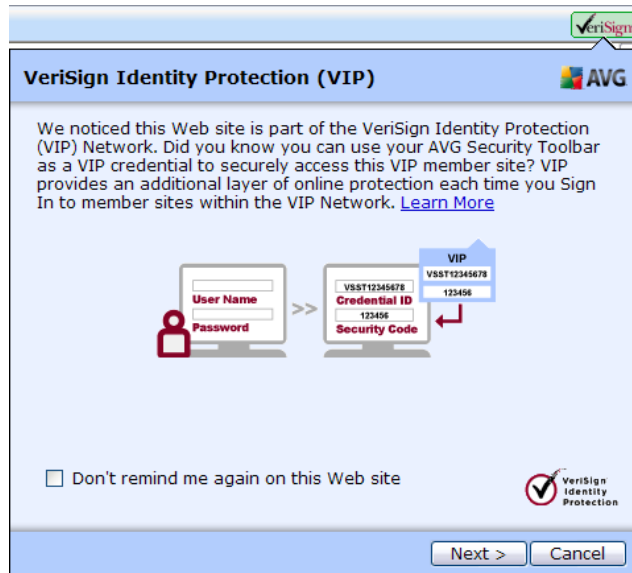 VeriSign
VeriSign Identity Protection (VIP)
AVG
We noticed this Web site is part of the VeriSign Identity Protection
(VIP) Network. Did you know you can use your AVG Security Toolbar
as a VIP credential to securely access this VIP member site? VIP
provides an additional layer of online protection each time you Sign
In to member sites within the VIP Network. Learn More
User Name
Password
>>
VSST12345678
Credential ID
123456
Security Code
VIP
VSST12345678
123456
Don't remind me again on this Web site
VeriSign
Identity
Protection
Next >
Cancel